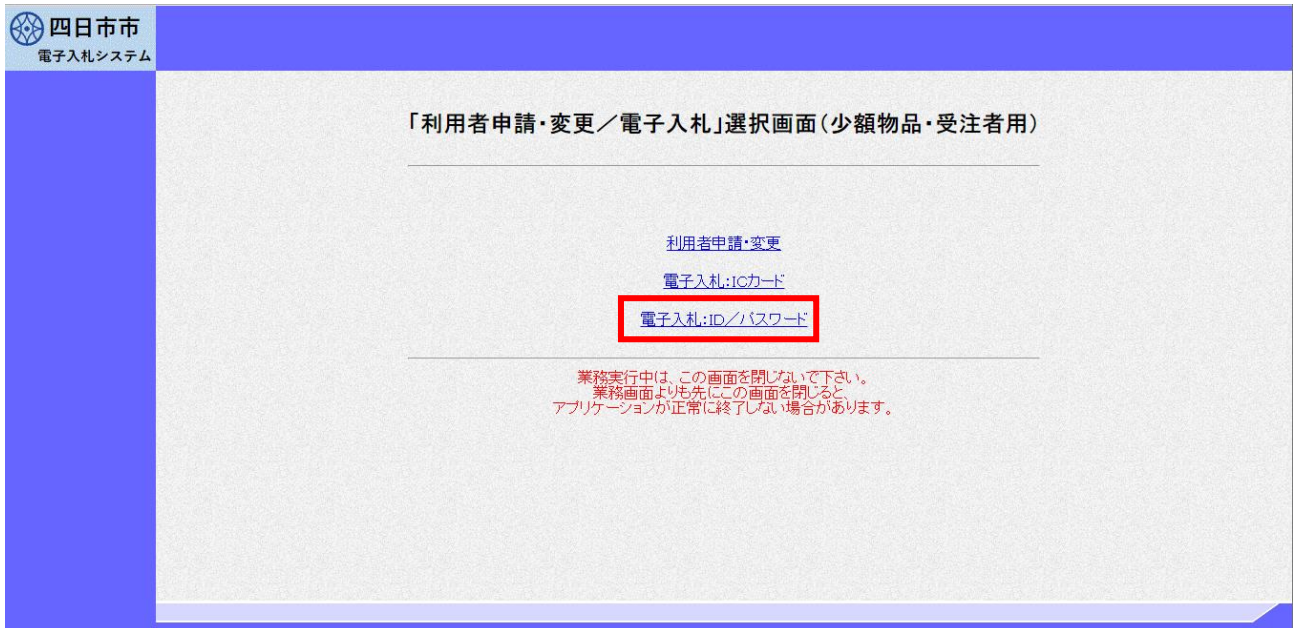 四日市市
電子入札システム
「利用者申請・変更／電子入札」選択画面（少額物品・受注者用）
利用者申請・変更
電子入札：ICカード
電子入札：ID／パスワード
業務実行中は、この画面を閉じないで下さい。
業務画面よりも先にこの画面を閉じると、
アプリケーションが正常に終了しない場合があります。